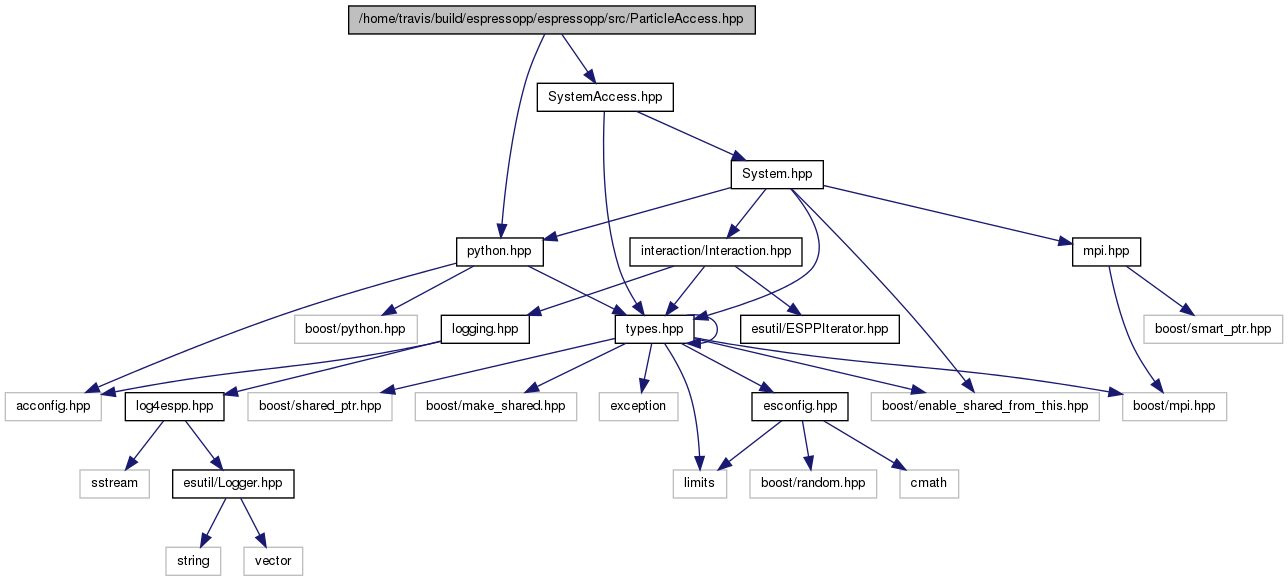 /home/travis/build/espressopp/espressopp/src/ParticleAccess.hpp
SystemAccess.hpp
System.hpp
python.hpp
interaction/Interaction.hpp
mpi.hpp
boost/python.hpp
logging.hpp
types.hpp
esutil/ESPPIterator.hpp
boost/smart_ptr.hpp
acconfig.hpp
log4espp.hpp
boost/shared_ptr.hpp
boost/make_shared.hpp
exception
esconfig.hpp
boost/enable_shared_from_this.hpp
boost/mpi.hpp
sstream
esutil/Logger.hpp
limits
boost/random.hpp
cmath
string
vector